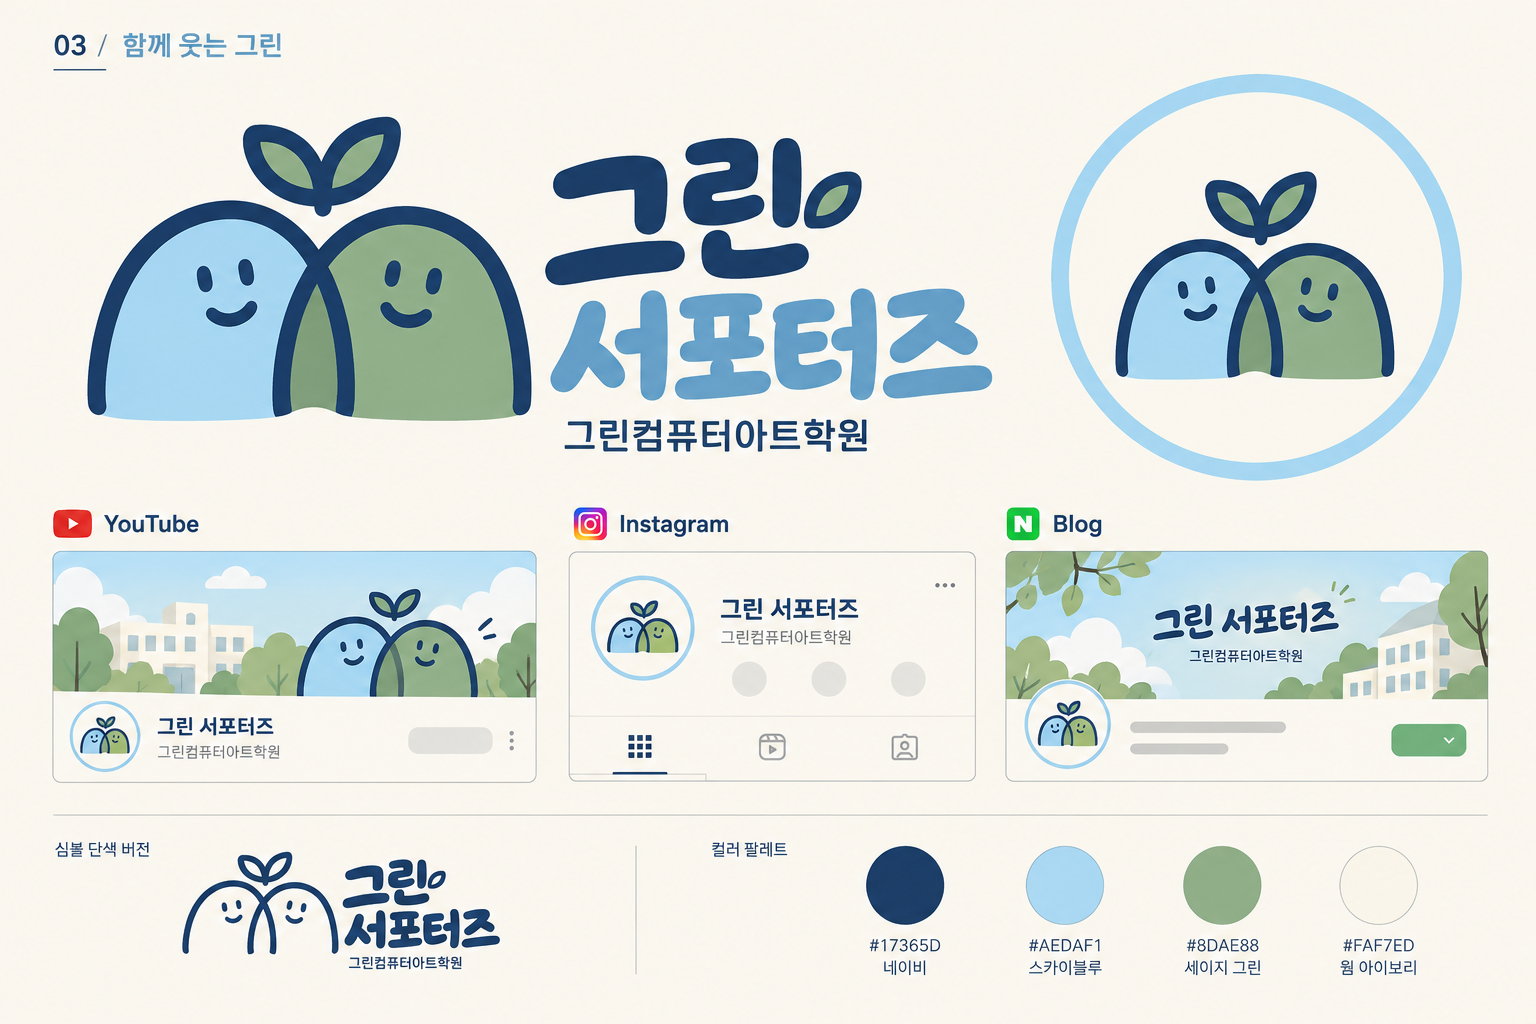 03 / 함께 웃는 그린
그린
서포터즈
그린컴퓨터아트학원
YouTube
그린 서포터즈
그린컴퓨터아트학원
Instagram
그린 서포터즈
그린컴퓨터아트학원
N Blog
그린 서포터즈
그린컴퓨터아트학원
심볼 단색 버전
그린
서포터즈
그린컴퓨터아트학원
컬러 팔레트
#17365D
네이비
#AEDAF1
스카이블루
#8DAE88
세이지 그린
#FAF7ED
웜 아이보리